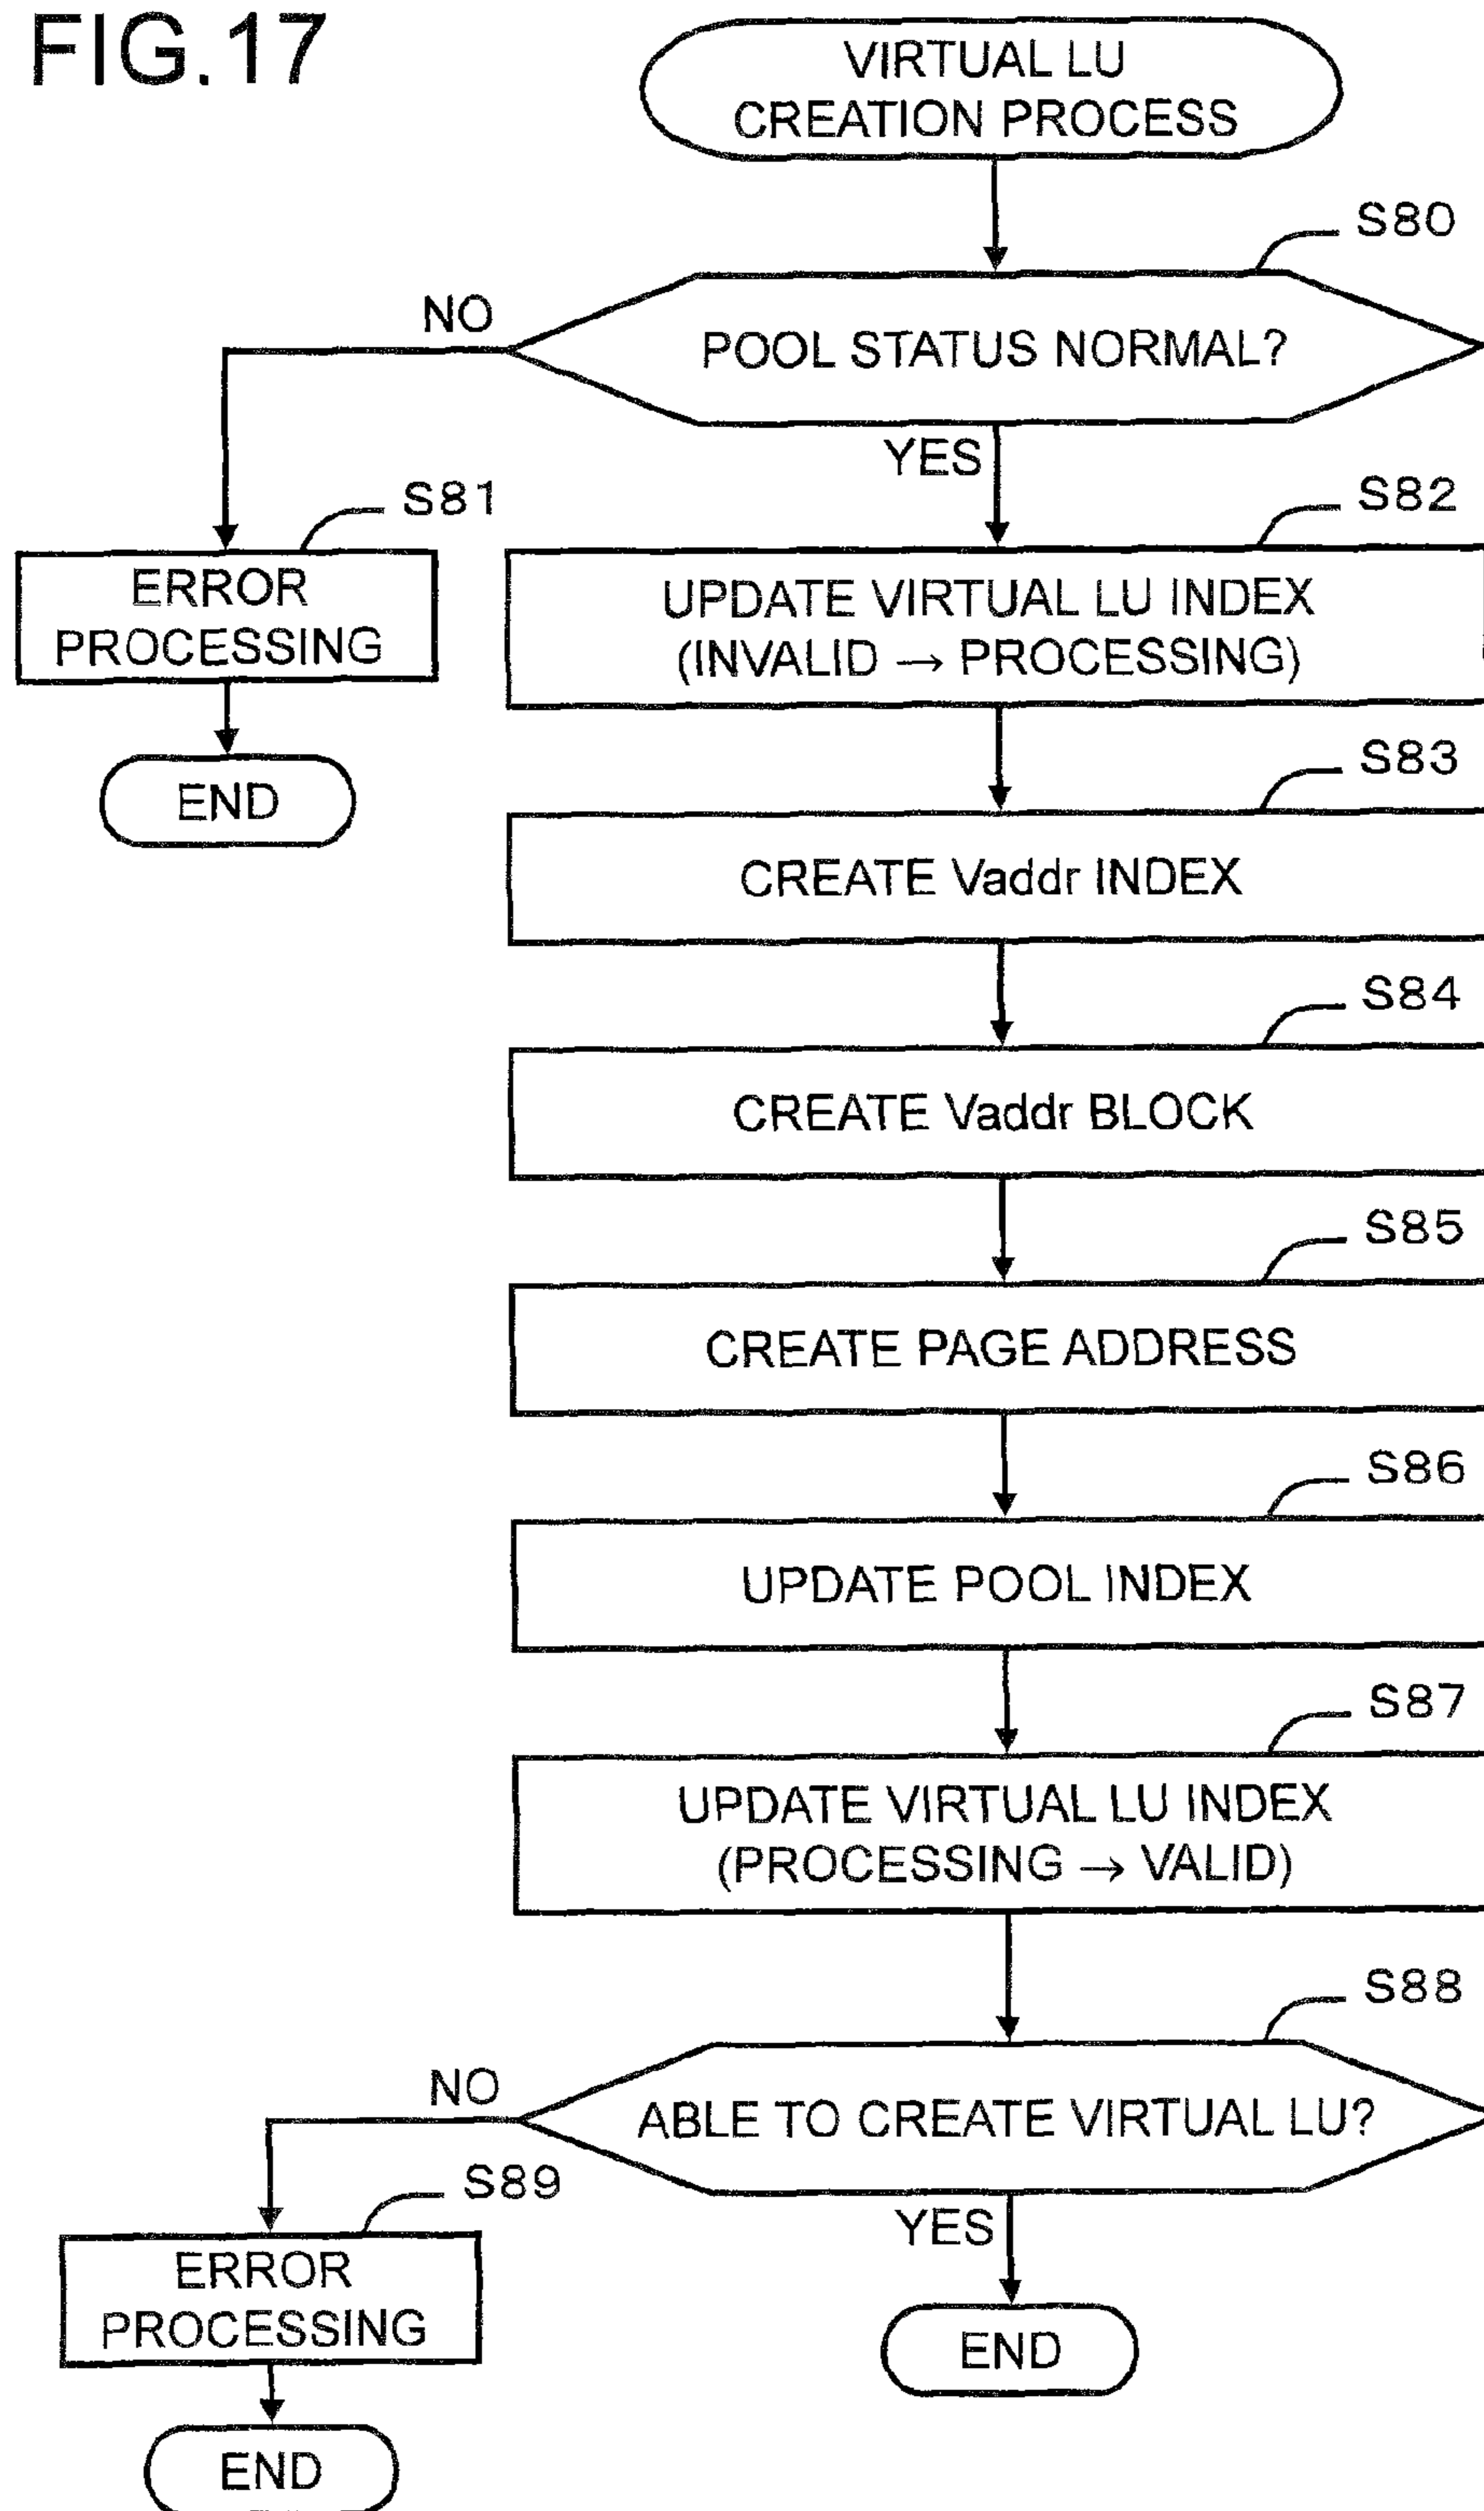 FIG.17
VIRTUAL LU
CREATION PROCESS
S80
NO
POOL STATUS NORMAL?
YES
S81
S82
ERROR
PROCESSING
UPDATE VIRTUAL LU INDEX
(INVALID → PROCESSING)
END
S83
CREATE Vaddr INDEX
S84
CREATE Vaddr BLOCK
S85
CREATE PAGE ADDRESS
S86
UPDATE POOL INDEX
S87
UPDATE VIRTUAL LU INDEX
(PROCESSING → VALID)
S88
NO
ABLE TO CREATE VIRTUAL LU?
S89
YES
ERROR
PROCESSING
END
END